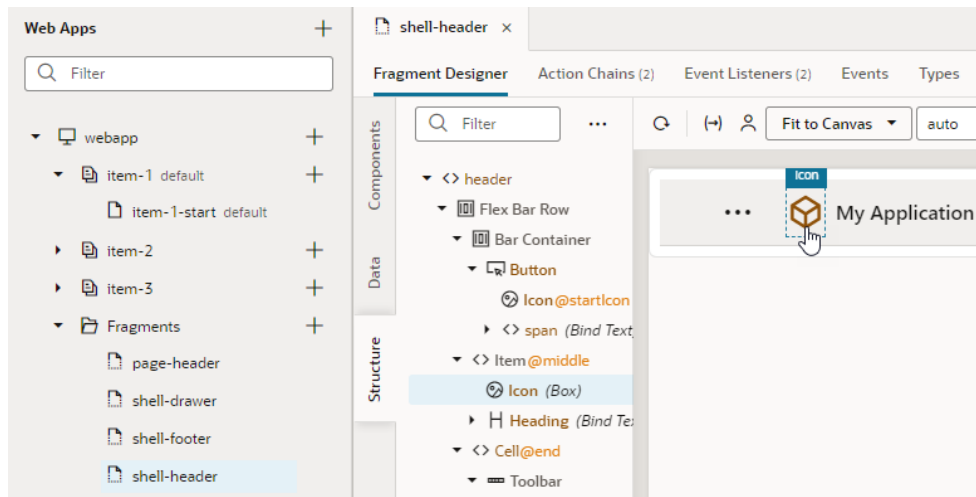 Web Apps
Filter
webapp
item-1 default
item-1-start default
item-2
item-3
Fragments
page-header
shell-drawer
shell-footer
shell-header
shell-header
Fragment Designer Action Chains (2) Event Listeners (2) Events Types
Components
Data
Structure
Filter
Fit to Canvas
auto
<> header
Flex Bar Row
Bar Container
Button
Icon@startIcon
<> span (Bind Text
<> Item@middle
Icon (Box)
H Heading (Bind Te
<> Cell@end
Toolbar
Icon
My Application